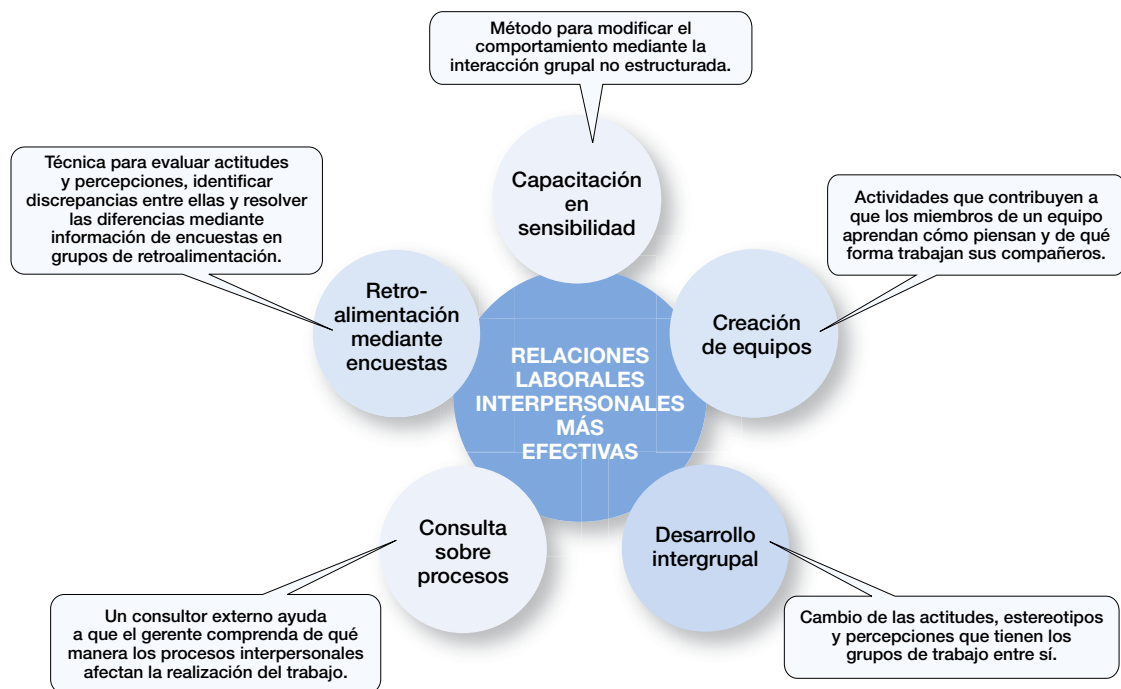 Método para modificar el
comportamiento mediante la
interacción grupal no estructurada.
Capacitación
en
sensibilidad
Técnica para evaluar actitudes
y percepciones, identificar
discrepancias entre ellas y resolver
las diferencias mediante
información de encuestas en
grupos de retroalimentación.
Retro-
alimentación
mediante
encuestas
Actividades que contribuyen a
que los miembros de un equipo
aprendan cómo piensan y de qué
forma trabajan sus compañeros.
Creación
de equipos
RELACIONES
LABORALES
INTERPERSONALES
MÁS
EFECTIVAS
Consulta
sobre
procesos
Un consultor externo ayuda
a que el gerente comprenda de qué
manera los procesos interpersonales
afectan la realización del trabajo.
Desarrollo
intergrupal
Cambio de las actitudes, estereotipos
y percepciones que tienen los
grupos de trabajo entre sí.